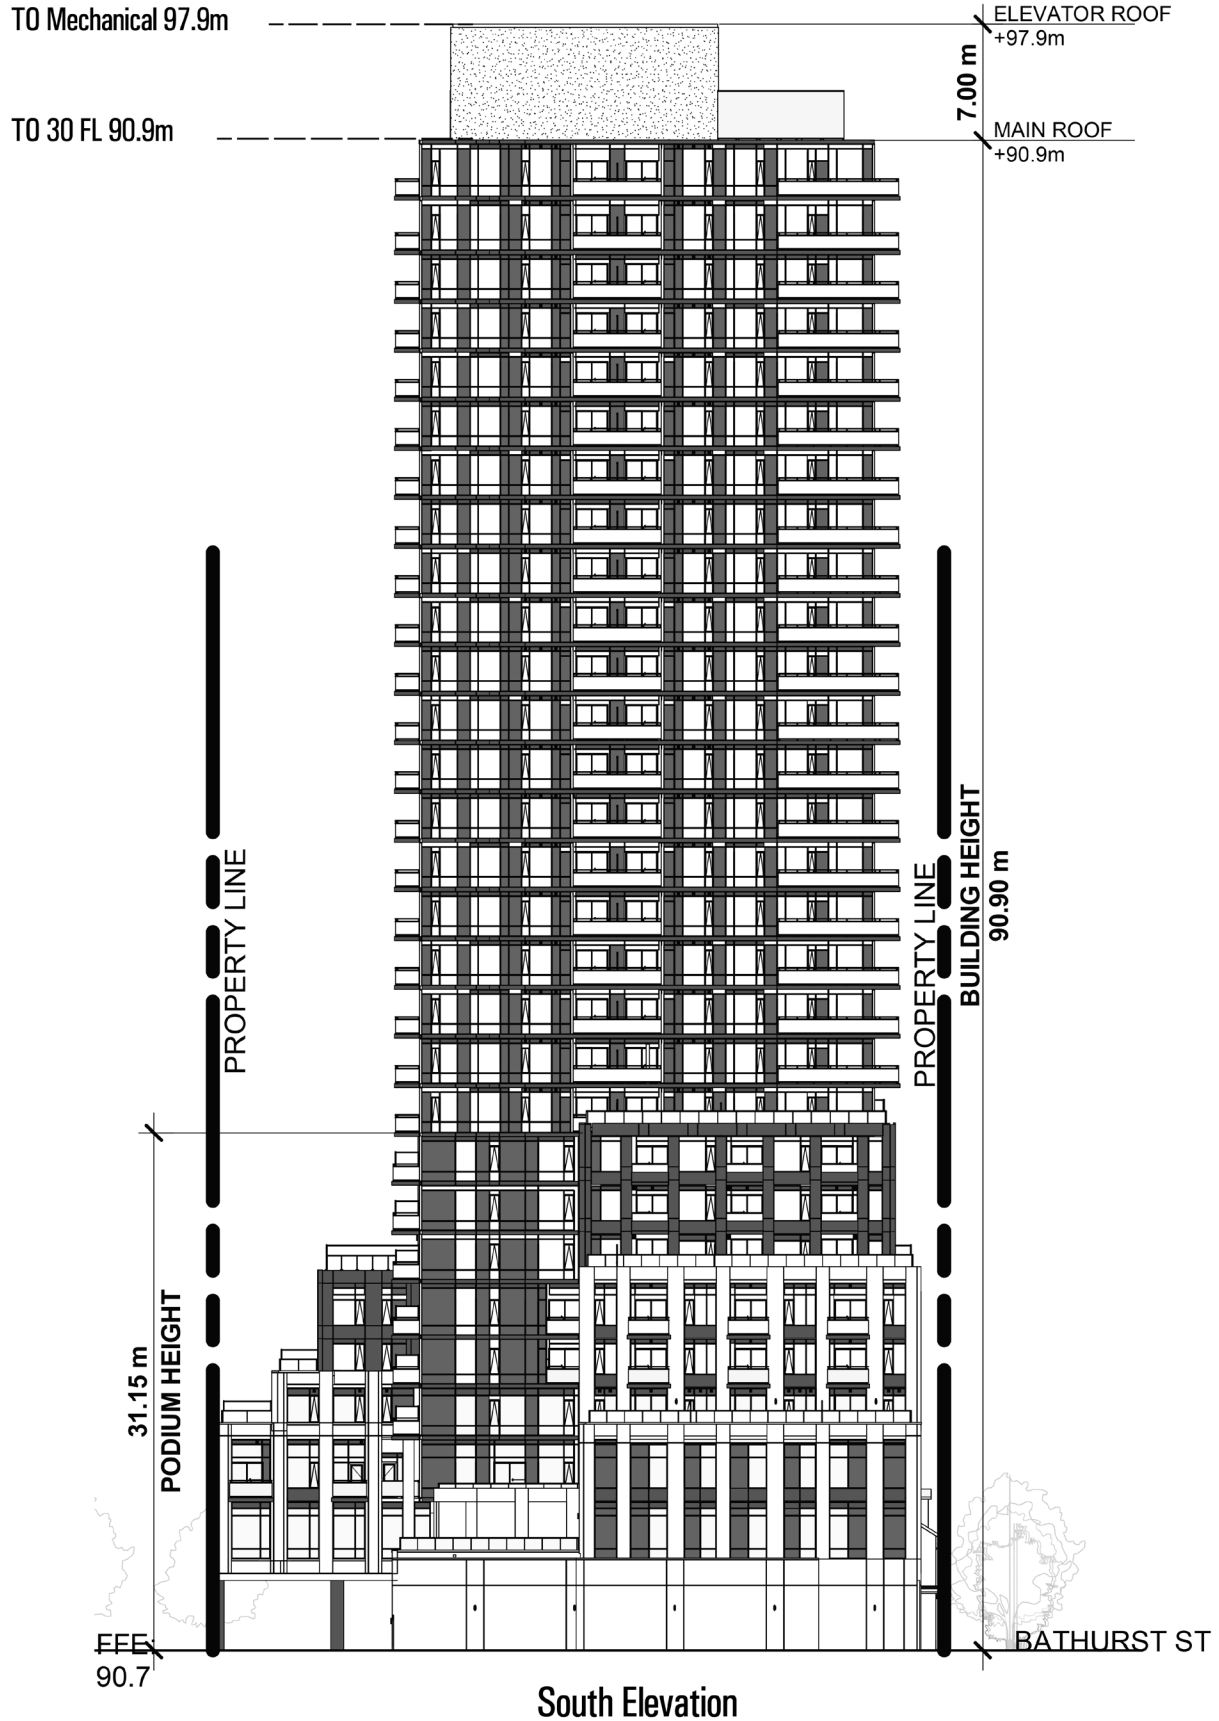 TO Mechanical 97.9m
ELEVATOR ROOF
+97.9m
7.00 m
TO 30 FL 90.9m
MAIN ROOF
+90.9m
PROPERTY LINE
PROPERTY LINE
BUILDING HEIGHT
90.90 m
31.15 m
PODIUM HEIGHT
FFE
90.7
BATHURST ST
South Elevation